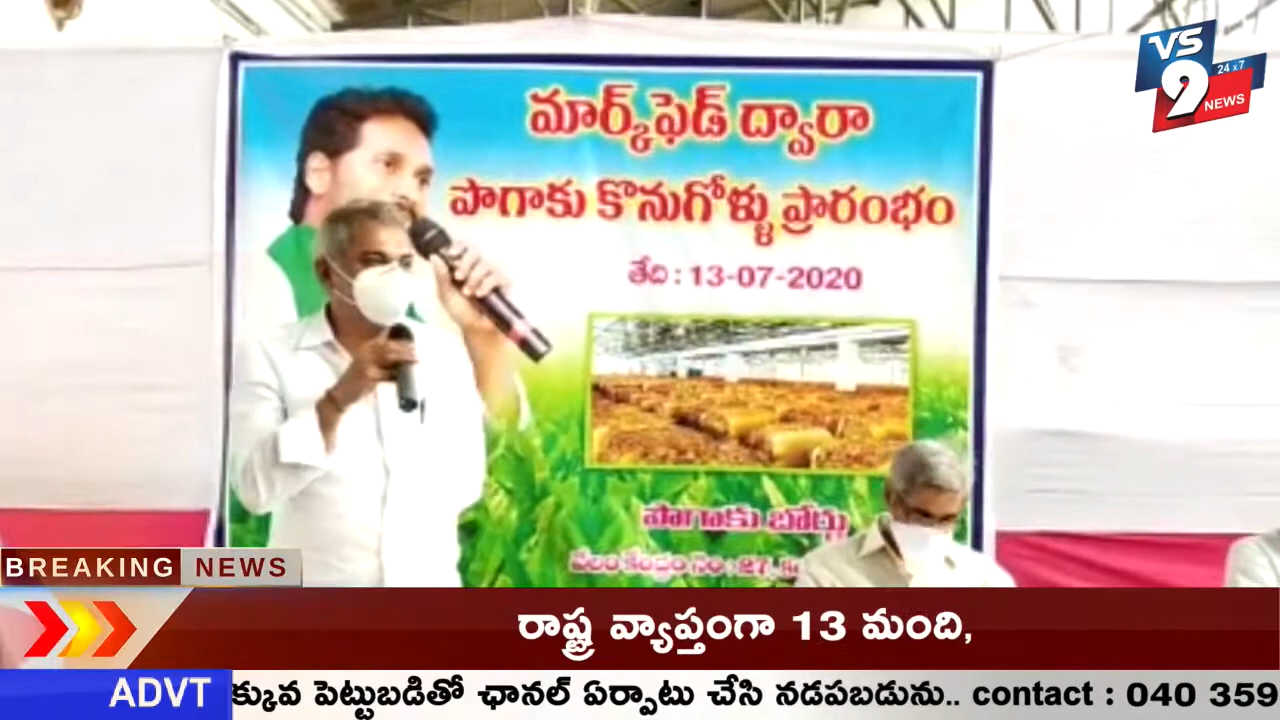 VS
9
24 x 7
NEWS
మార్క్‌ఫెడ్ ద్వారా
పొగాకు కొనుగోళ్ళు ప్రారంభం
తేది : 13-07-2020
పొగాకు బోర్డు
వేలం కేంద్రం నెం : 27,
BREAKING NEWS
రాష్ట్ర వ్యాప్తంగా 13 మంది,
ADVT
క్కువ పెట్టుబడితో ఛానల్ ఏర్పాటు చేసి నడపబడును.. contact : 040 359